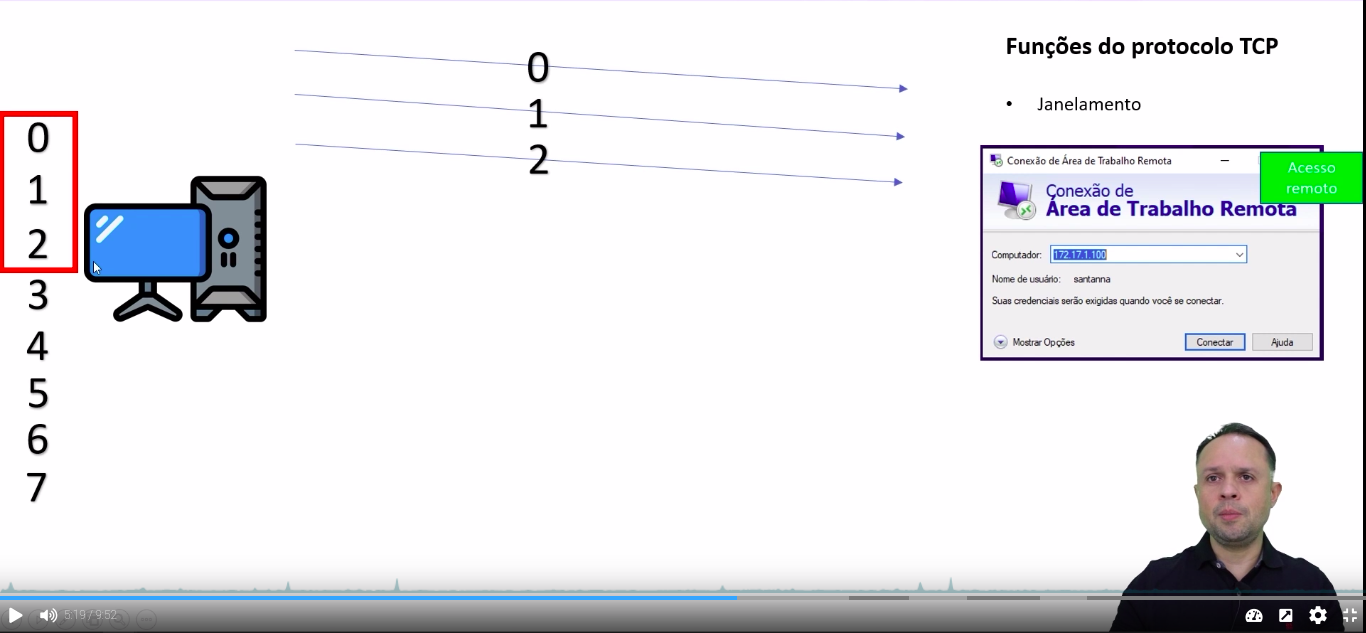 Funções do protocolo TCP
• Janelamento
0
1
2
0
1
2
3
4
5
6
7
Conexão de Área de Trabalho Remota
Acesso
remoto
Conexão de
Área de Trabalho Remota
Computador: 172.17.1.100
Nome de usuário: santanna
Suas credenciais serão exigidas quando você se conectar.
Mostrar Opções Conectar Ajuda
5:19 / 9:52